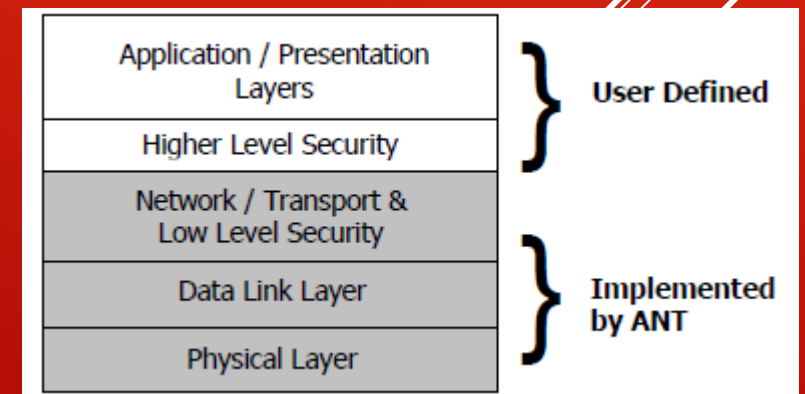 Application / Presentation
Layers
Higher Level Security
Network / Transport &
Low Level Security
Data Link Layer
Physical Layer
User Defined
Implemented
by ANT